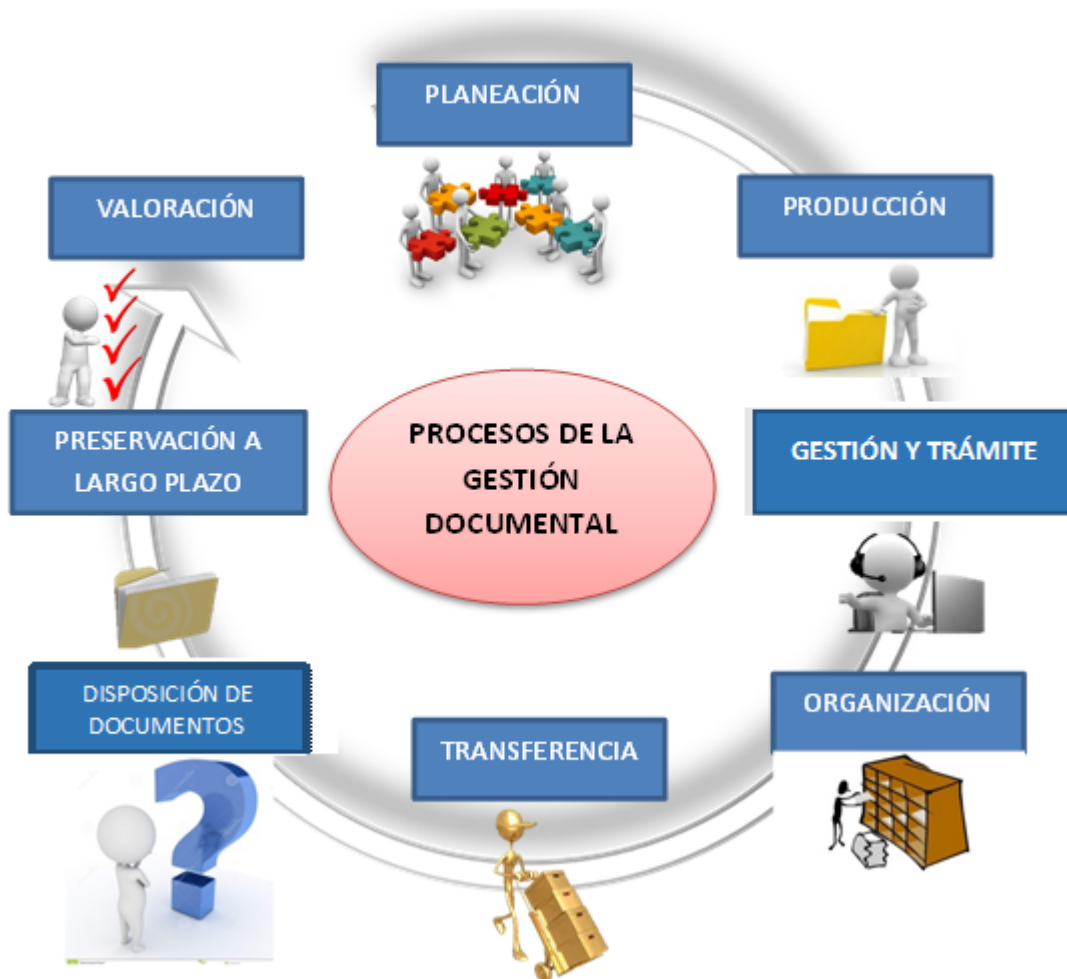 PLANEACIÓN
PRODUCCIÓN
GESTIÓN Y TRÁMITE
ORGANIZACIÓN
TRANSFERENCIA
DISPOSICIÓN DE
DOCUMENTOS
PRESERVACIÓN A
LARGO PLAZO
VALORACIÓN
PROCESOS DE LA
GESTIÓN
DOCUMENTAL